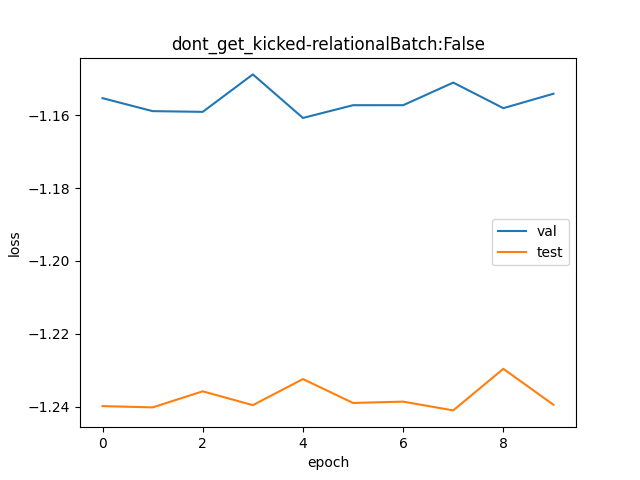 dont_get_kicked-relationalBatch:False
−1.16
−1.18
−1.20
−1.22
−1.24
loss
val
test
0
2
4
6
8
epoch